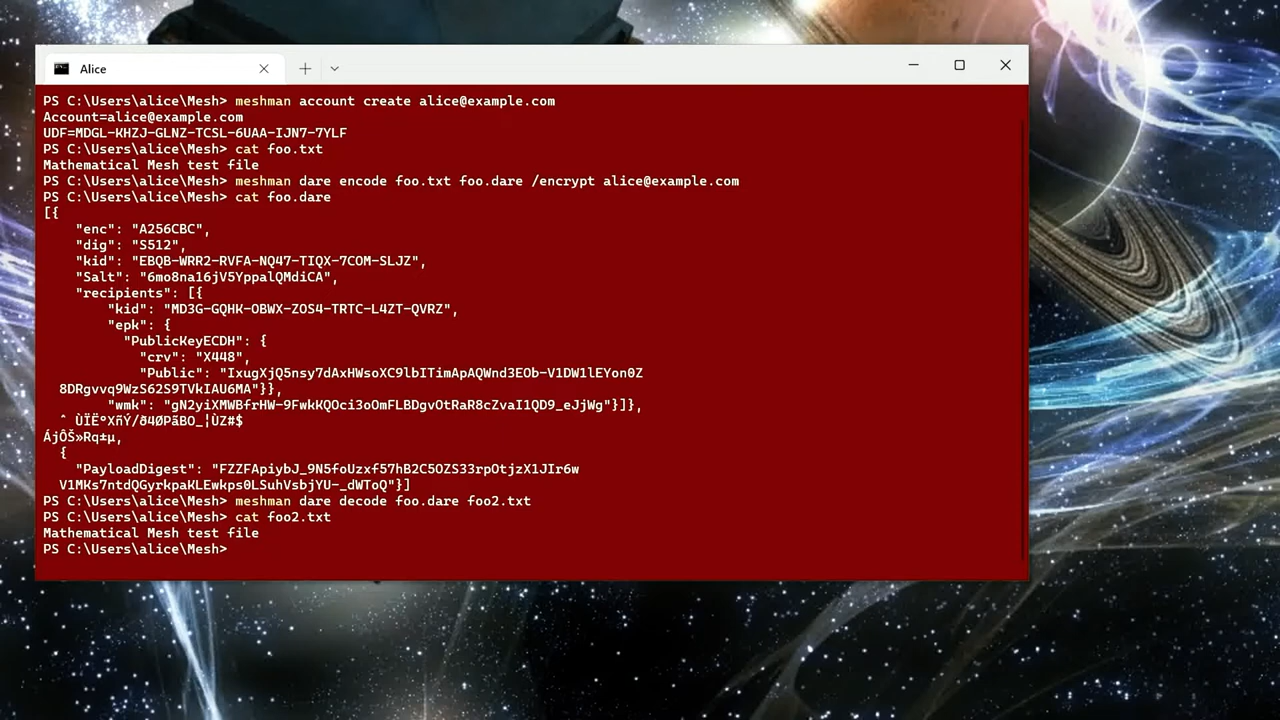 Alice
PS C:\Users\alice\Mesh> meshman account create alice@example.com
Account=alice@example.com
UDF=MDGL-KHZJ-GLNZ-TCSL-6UAA-IJN7-7YLF
PS C:\Users\alice\Mesh> cat foo.txt
Mathematical Mesh test file
PS C:\Users\alice\Mesh> meshman dare encode foo.txt foo.dare /encrypt alice@example.com
PS C:\Users\alice\Mesh> cat foo.dare
[{
"enc": "A256CBC",
"dig": "S512",
"kid": "EBQB-WRR2-RVFA-NQ47-TIQX-7COM-SLJZ",
"Salt": "6mo8na16jV5YppalQMdiCA",
"recipients": [{
"kid": "MD3G-GQHK-OBWX-ZOS4-TRTC-L4ZT-QVRZ",
"epk": {
"PublicKeyECDH": {
"crv": "X448",
"Public": "IxugXjQ5nsy7dAxHWsoXC9lbITimApAQWnd3EOb-V1DW1lEYon0Z
8DRgvvq9WzS62S9TVkIAU6MA"}},
"wmk": "gN2yiXMWBfrHW-9FwkKQOci3oOmFLBDgvOtRaR8cZvaI1QD9_eJjWg"}]},
ˆ ÙÏË°XñÝ/ð4ØPãBO_¦ÙZ#$
ÁjÔŠ»Rq±µ,
{
"PayloadDigest": "FZZFApiybJ_9N5foUzxf57hB2C5OZS33rpOtjzX1JIr6w
V1MKs7ntdQGyrkpaKLEwkps0LSuhVsbjYU-_dWToQ"}]
PS C:\Users\alice\Mesh> meshman dare decode foo.dare foo2.txt
PS C:\Users\alice\Mesh> cat foo2.txt
Mathematical Mesh test file
PS C:\Users\alice\Mesh>